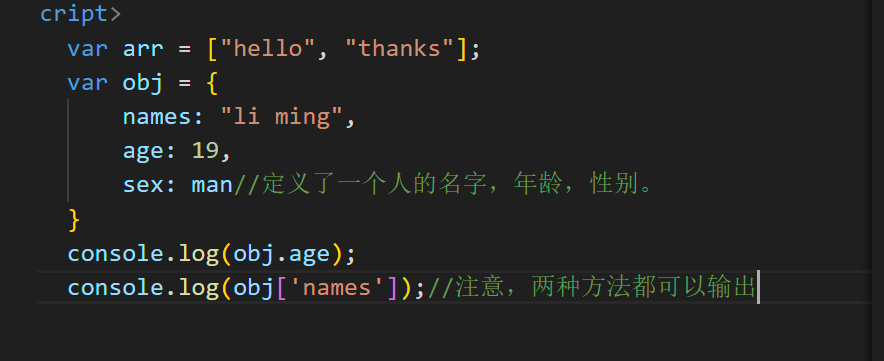 cript>
var arr = ["hello", "thanks"];
var obj = {
names: "li ming",
age: 19,
sex: man//定义了一个人的名字，年龄，性别。
}
console.log(obj.age);
console.log(obj['names']);//注意，两种方法都可以输出